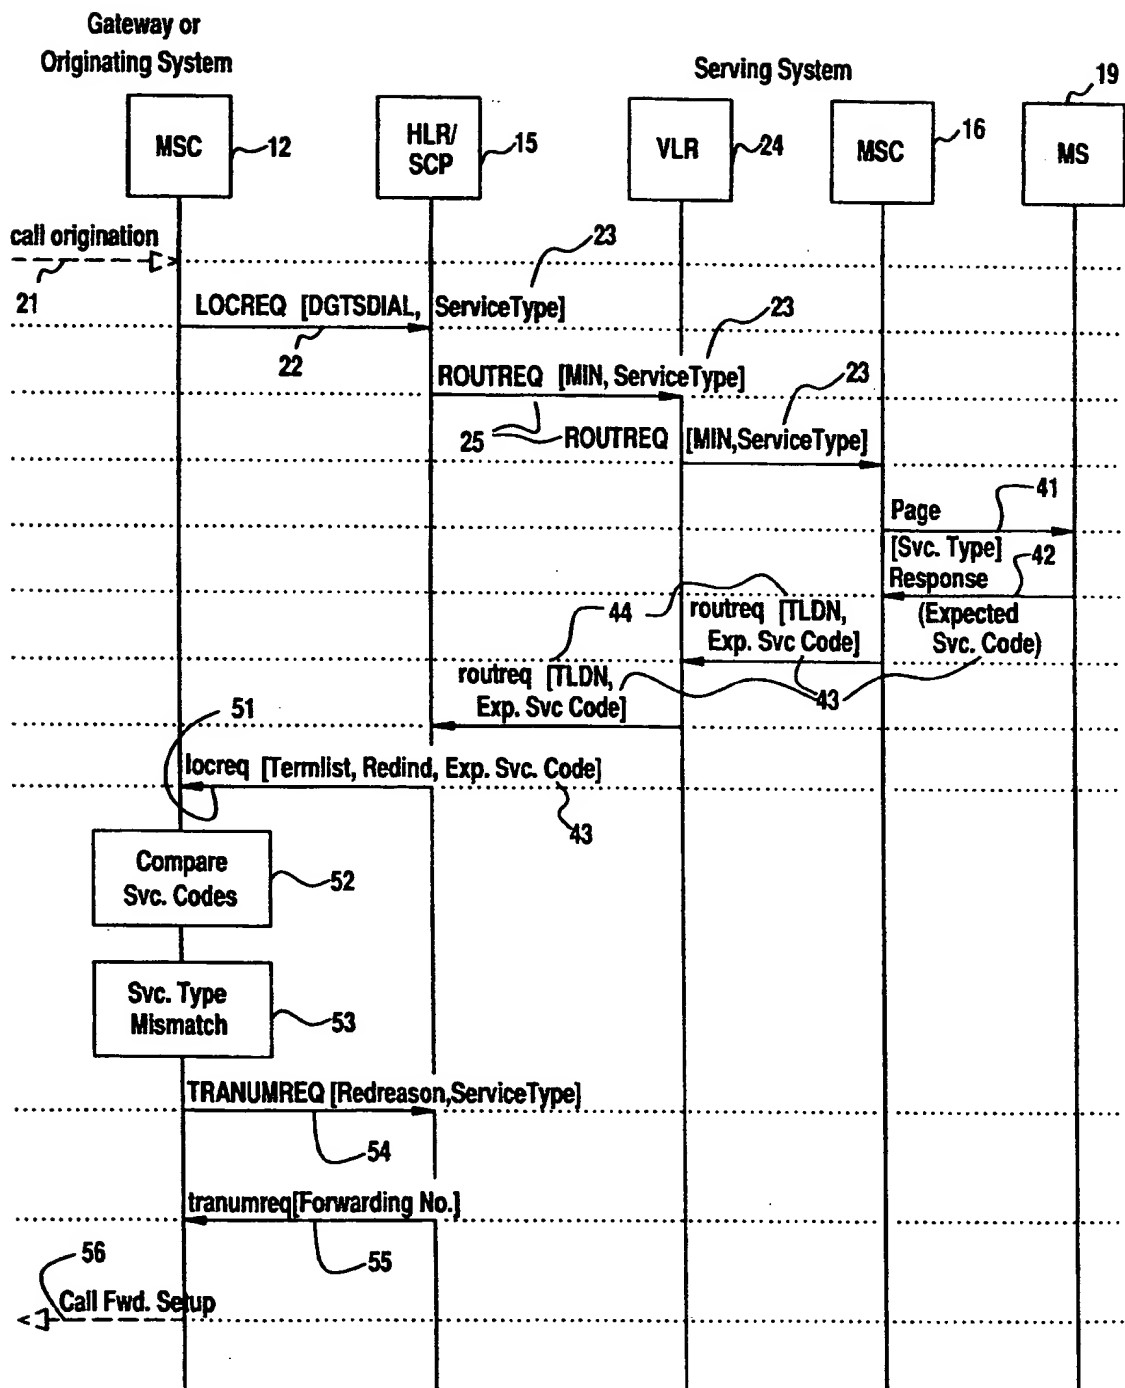 Gateway or
Originating System
Serving System
19
MSC
12
HLR/
SCP
15
VLR
24
MSC
16
MS
call origination
21
23
LOCREQ [DGTSDIAL, ServiceType]
22
23
ROUTREQ [MIN, ServiceType]
23
25
ROUTREQ [MIN,ServiceType]
Page
41
[Svc. Type]
42
Response
44
routreq [TLDN,
Exp. Svc Code]
(Expected
Svc. Code)
43
routreq [TLDN,
Exp. Svc Code]
51
locreq [Termlist, Redind, Exp. Svc. Code]
43
Compare
Svc. Codes
52
Svc. Type
Mismatch
53
TRANUMREQ [Redreason,ServiceType]
54
tranumreq[Forwarding No.]
55
56
Call Fwd. Setup